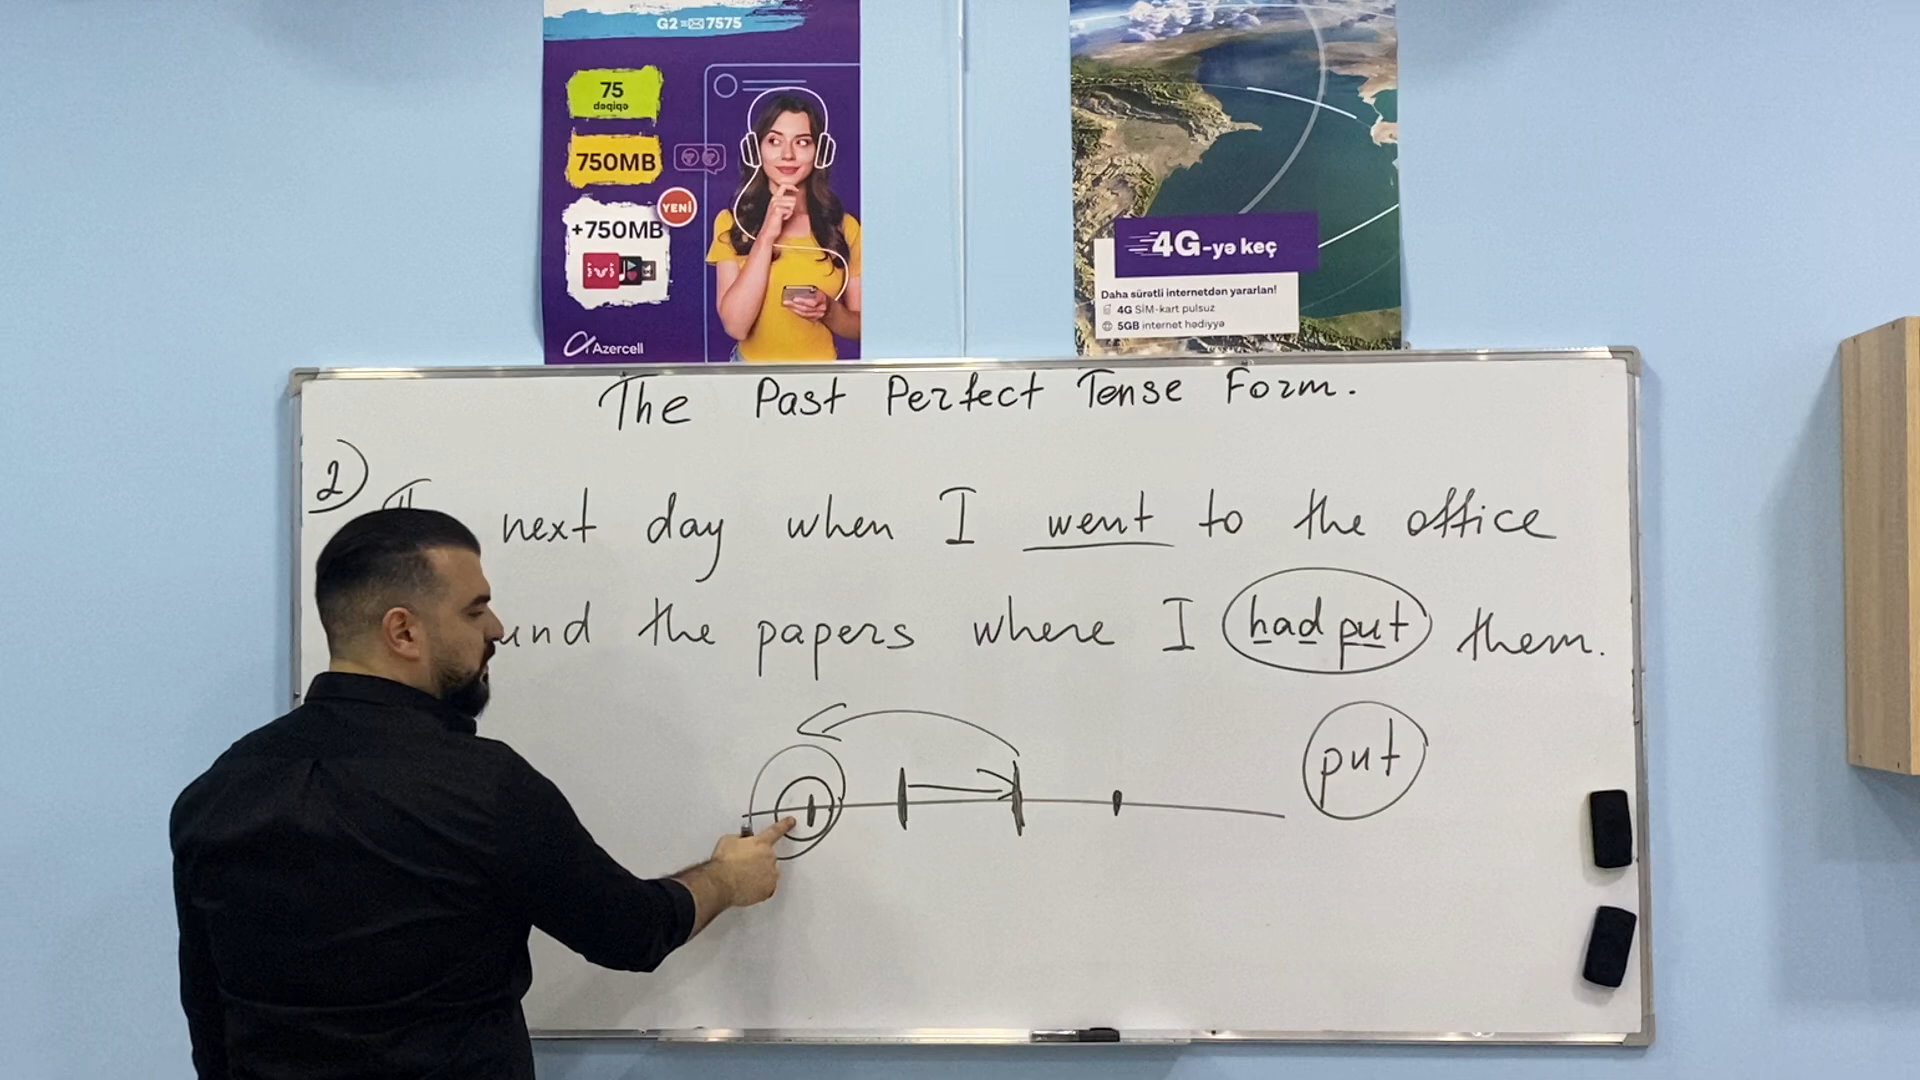 G2 = ✉ 7575
75
dəqiqə
750MB
YENİ
+750MB
ivi
Azercell
4G-yə keç
Daha sürətli internetdən yararlan!
4G SİM-kart pulsuz
5GB internet hədiyyə
The Past Perfect Tense Form.
2)
next day when I went to the office
the papers where I had put them.
put